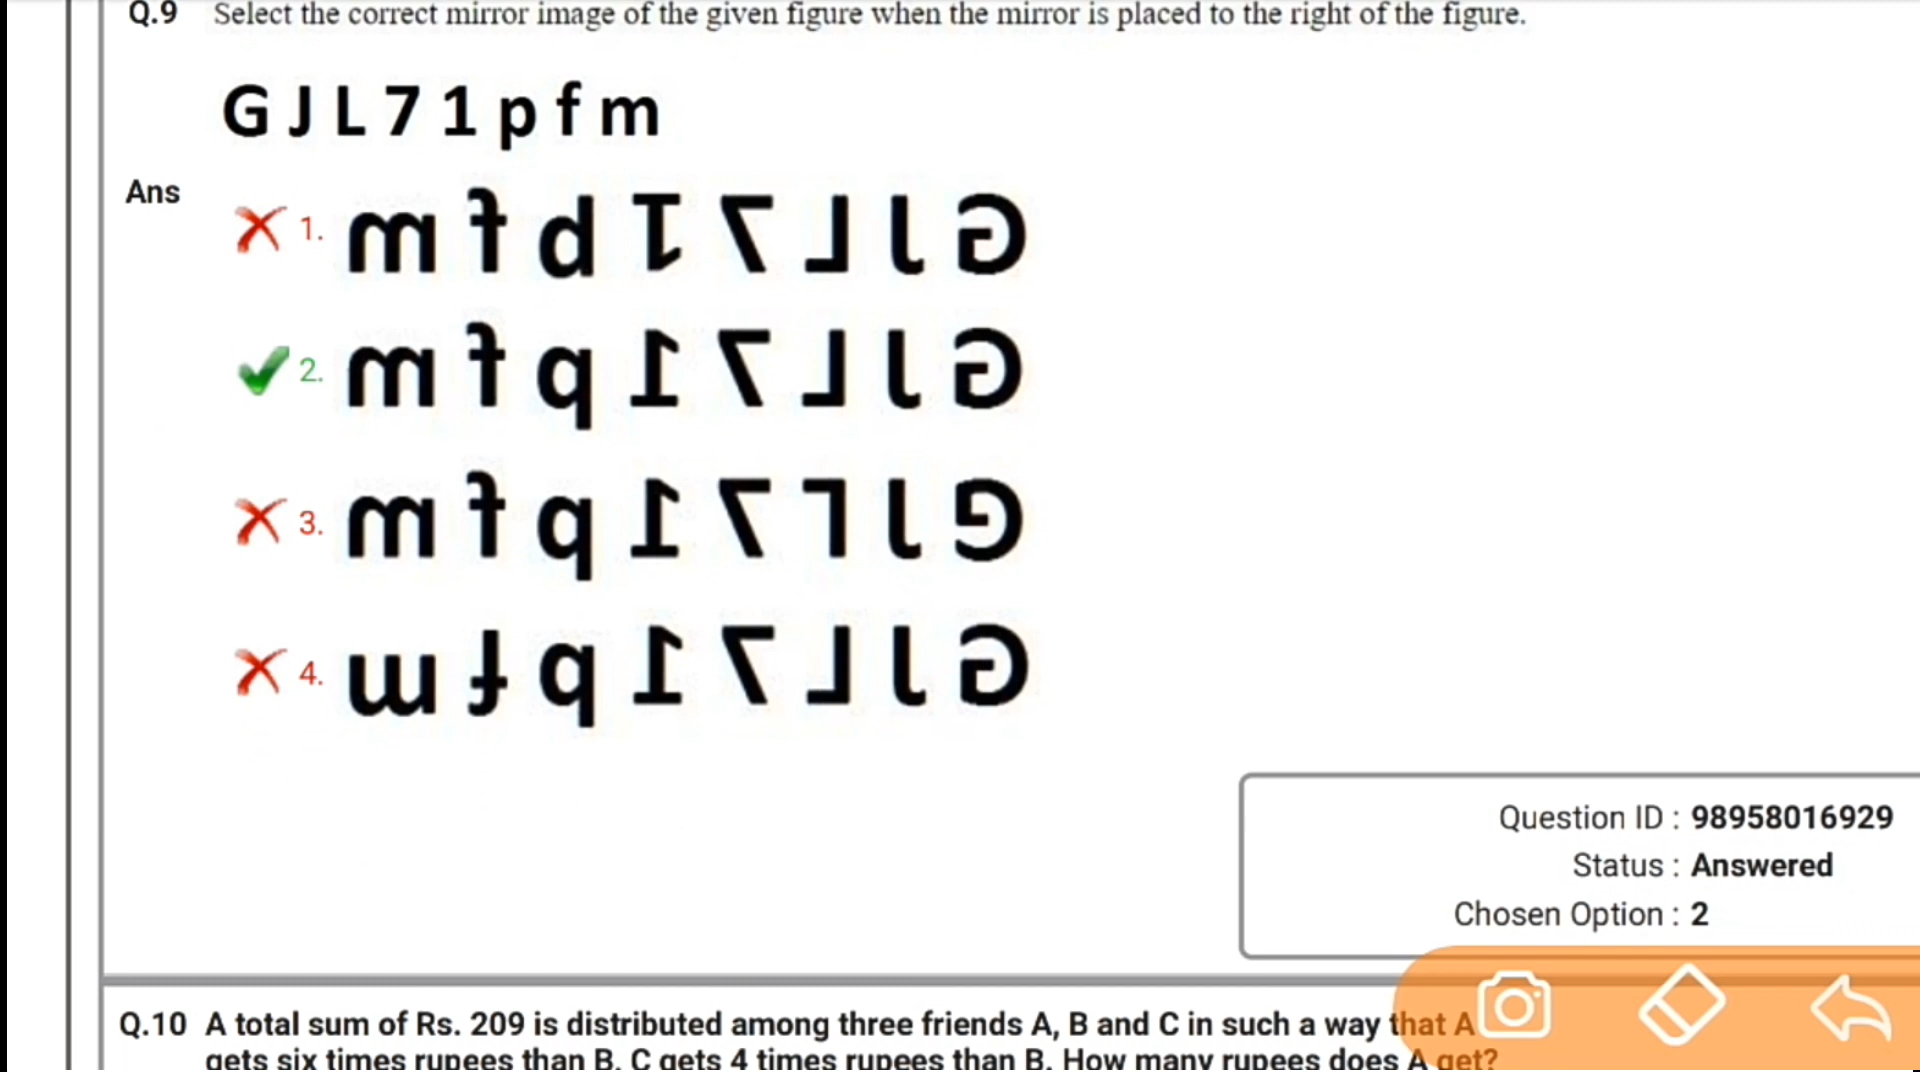 Q.9 Select the correct mirror image of the given figure when the mirror is placed to the right of the figure.
G J L 7 1 p f m
Ans
1.
2.
3.
4.
Question ID : 98958016929
Status : Answered
Chosen Option : 2
Q.10 A total sum of Rs. 209 is distributed among three friends A, B and C in such a way that A
gets six times rupees than B. C gets 4 times rupees than B. How many rupees does A get?